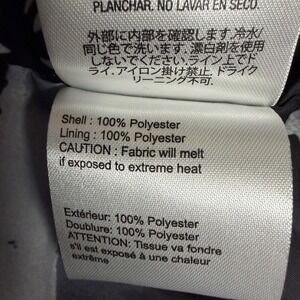 PLANCHAR. NO LAVAR EN SECO.
外部に内部を確認します. 冷水/
同じ色で洗います. 漂白剤を使用
しないでください. ライン上でド
ライ. アイロン掛け禁止. ドライク
リーニング不可.
Shell : 100% Polyester
Lining : 100% Polyester
CAUTION : Fabric will melt
if exposed to extreme heat
Extérieur: 100% Polyester
Doublure: 100% Polyester
ATTENTION: Tissue va fondre
s'il est exposé à une chaleur
extrême